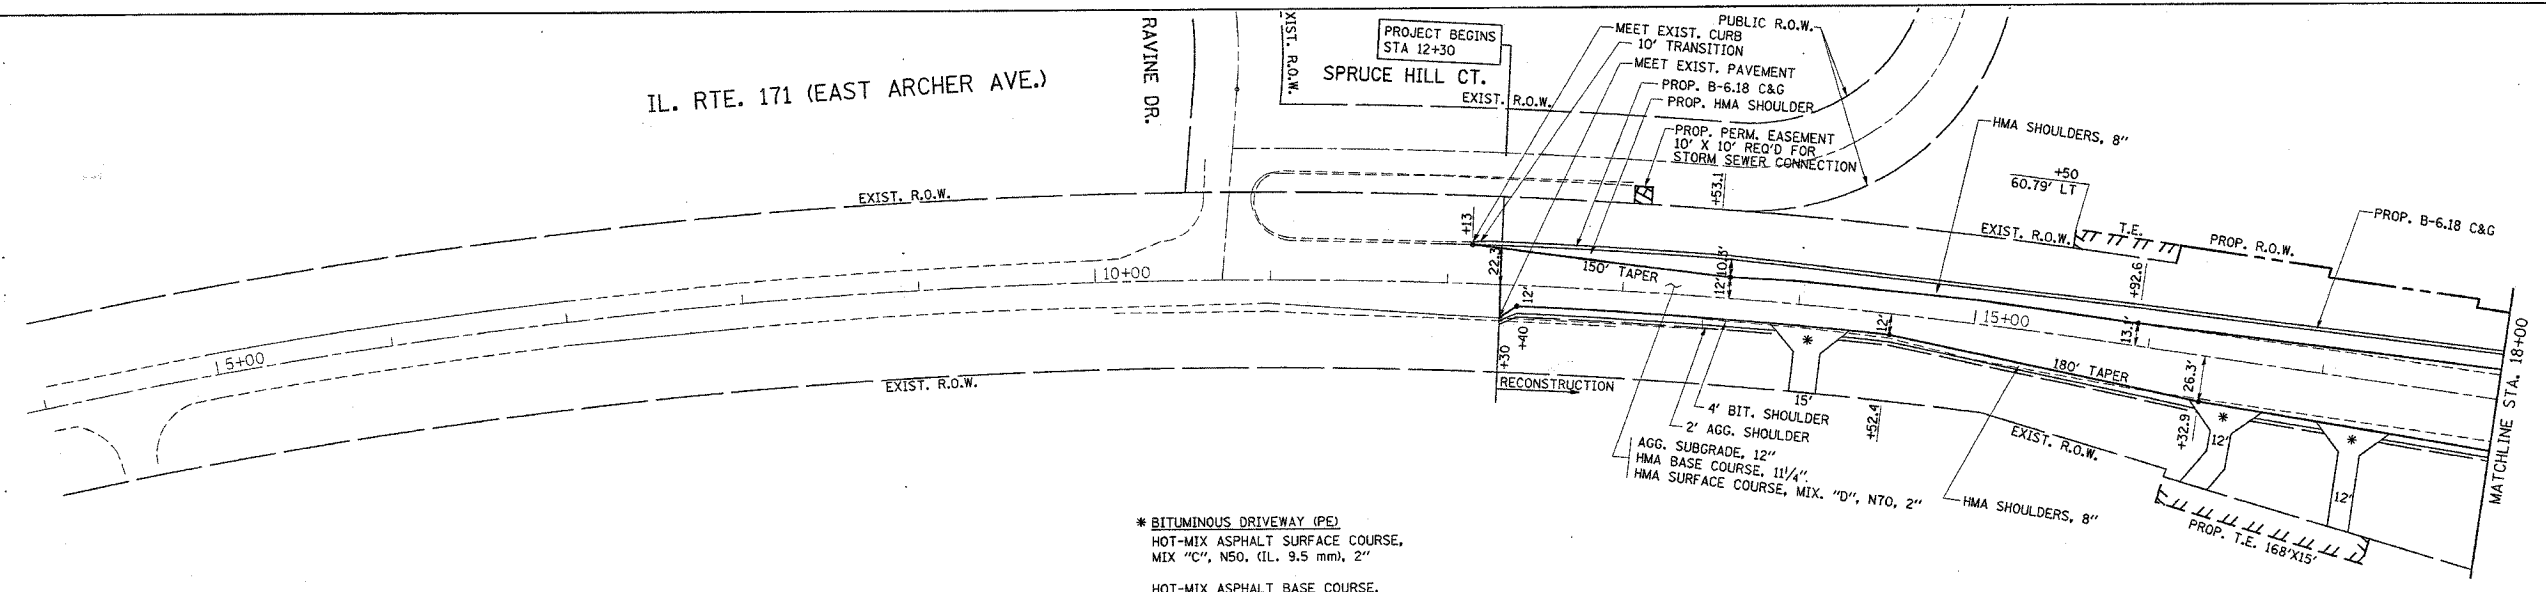 IL. RTE. 171 (EAST ARCHER AVE.)
RAVINE DR.
XIST. R.O.W.
PROJECT BEGINS
STA 12+30
SPRUCE HILL CT.
EXIST. R.O.W.
MEET EXIST. CURB
10' TRANSITION
MEET EXIST. PAVEMENT
PROP. B-6.18 C&G
PROP. HMA SHOULDER
PUBLIC R.O.W.
PROP. PERM. EASEMENT
10' X 10' REQ'D FOR
STORM SEWER CONNECTION
HMA SHOULDERS, 8"
+50
60.79' LT
+53.1
EXIST. R.O.W.
T.E.
PROP. R.O.W.
PROP. B-6.18 C&G
EXIST. R.O.W.
+13
22.3'
150' TAPER
10.3'
12'
12'
10+00
5+00
15+00
+92.6
13.1'
12'
180' TAPER
26.3'
+30
+40
RECONSTRUCTION
EXIST. R.O.W.
*
15'
+52.4
4' BIT. SHOULDER
2' AGG. SHOULDER
AGG. SUBGRADE, 12"
HMA BASE COURSE, 11 1/4".
HMA SURFACE COURSE, MIX. "D", N70, 2"
HMA SHOULDERS, 8"
EXIST. R.O.W.
+32.9
*
12'
*
12'
PROP. T.E. 168'X15'
MATCHLINE STA. 18+00
* BITUMINOUS DRIVEWAY (PE)
HOT-MIX ASPHALT SURFACE COURSE,
MIX "C", N50, (IL. 9.5 mm), 2"
HOT-MIX ASPHALT BASE COURSE,